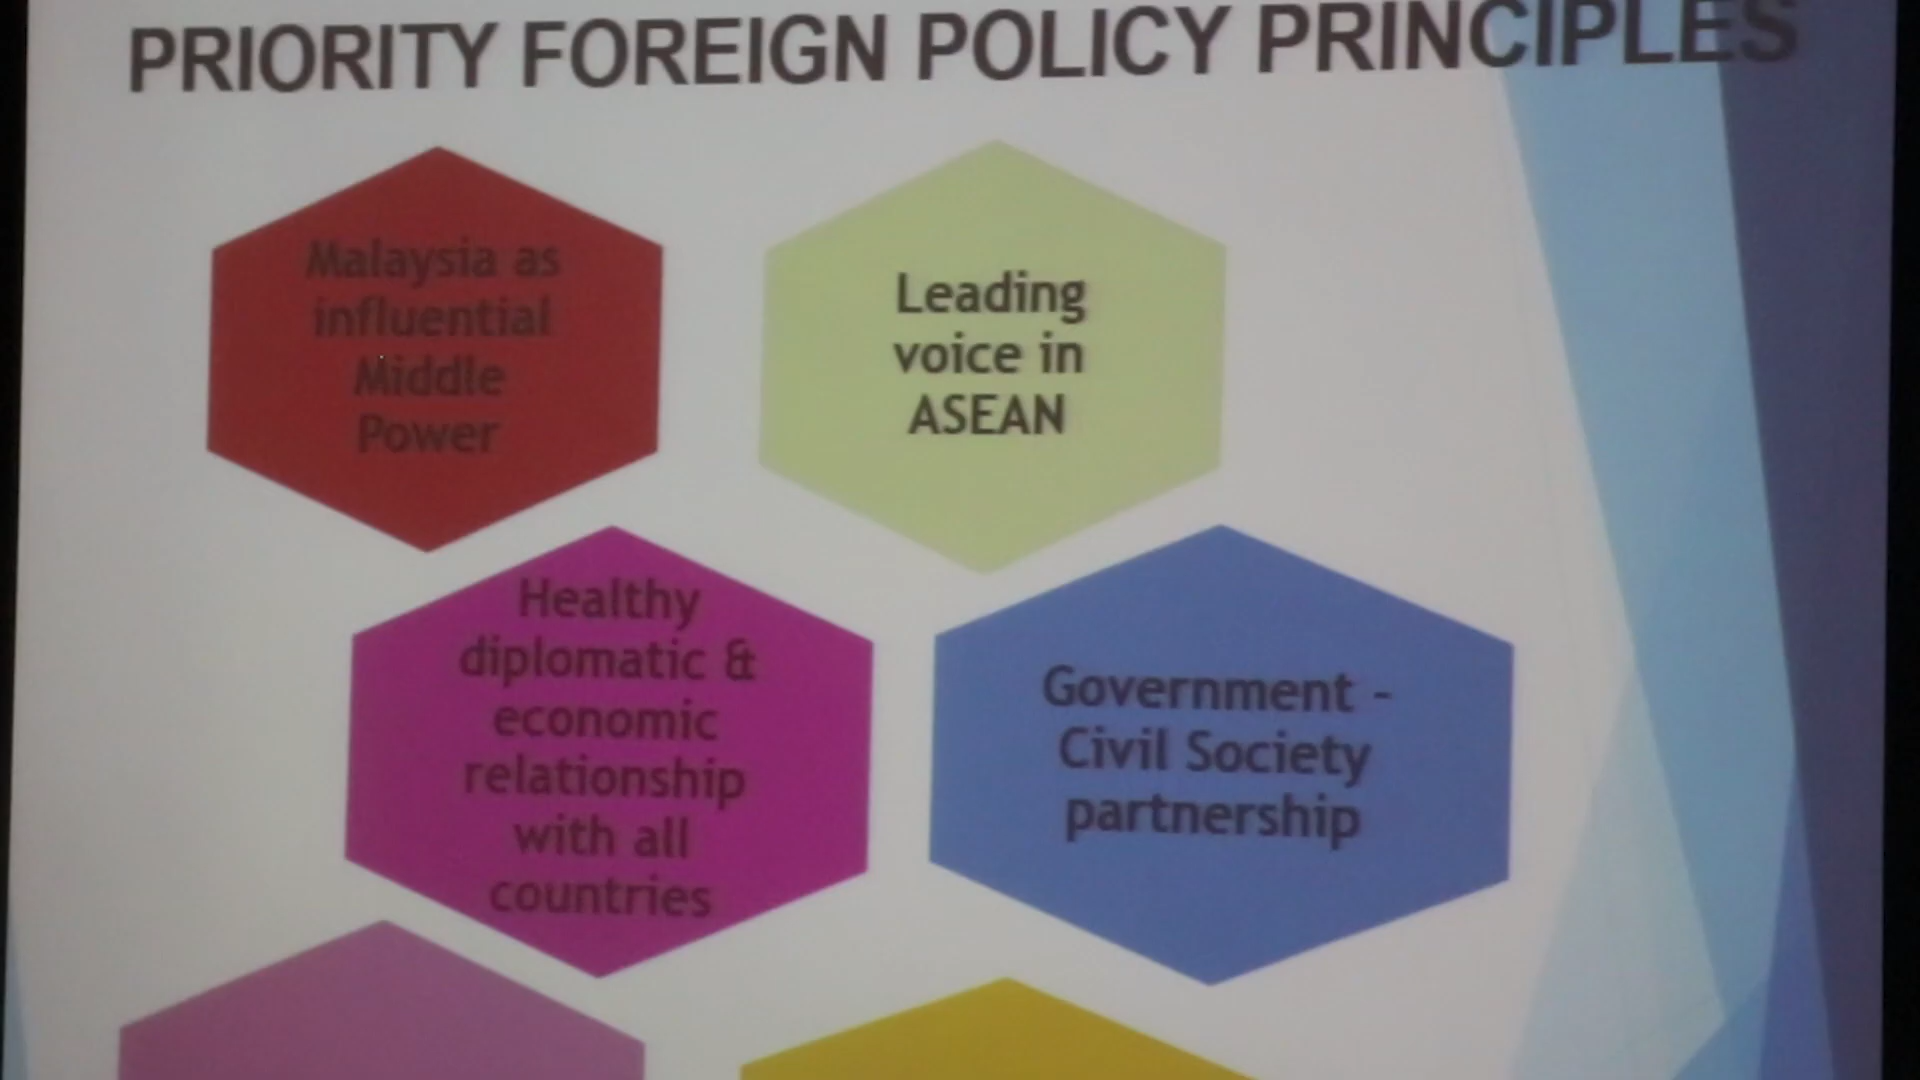 PRIORITY FOREIGN POLICY PRINCIPLES
Malaysia as
influential
Middle
Power
Leading
voice in
ASEAN
Healthy
diplomatic &
economic
relationship
with all
countries
Government -
Civil Society
partnership